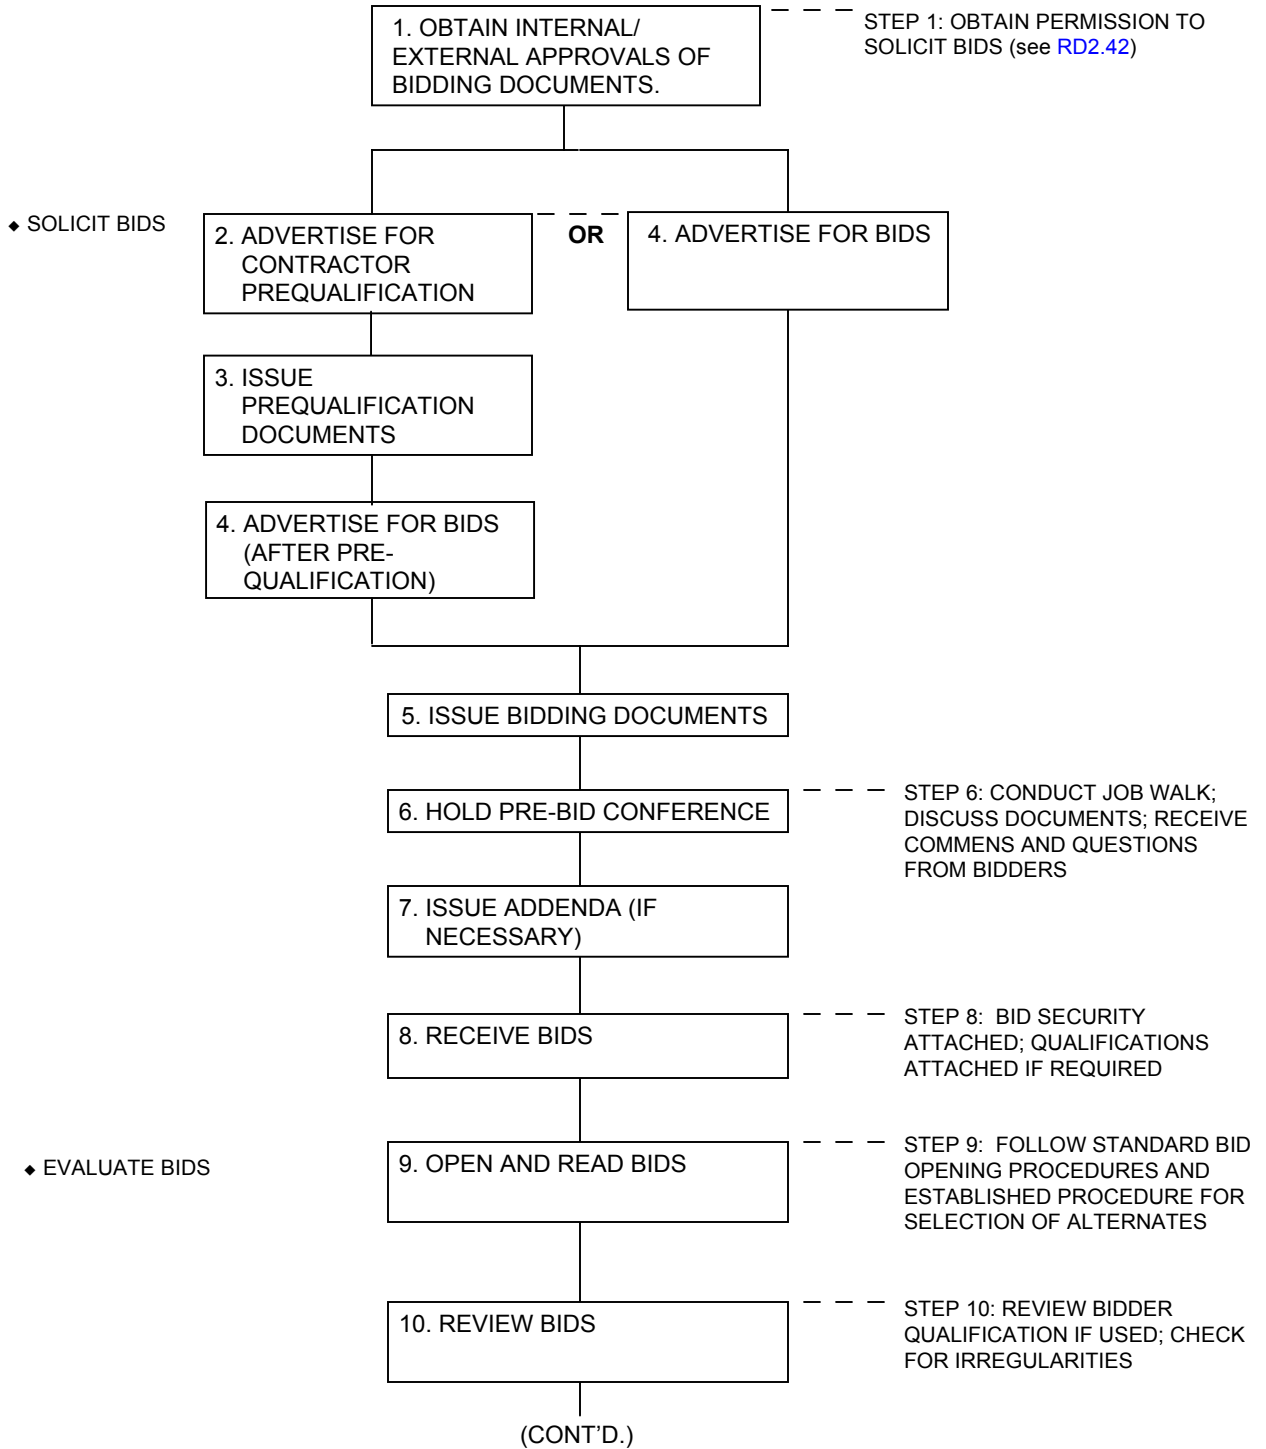 1. OBTAIN INTERNAL/
EXTERNAL APPROVALS OF
BIDDING DOCUMENTS.
STEP 1: OBTAIN PERMISSION TO
SOLICIT BIDS (see RD2.42)
◆ SOLICIT BIDS
2. ADVERTISE FOR
CONTRACTOR
PREQUALIFICATION
OR
4. ADVERTISE FOR BIDS
3. ISSUE
PREQUALIFICATION
DOCUMENTS
4. ADVERTISE FOR BIDS
(AFTER PRE-
QUALIFICATION)
5. ISSUE BIDDING DOCUMENTS
6. HOLD PRE-BID CONFERENCE
STEP 6: CONDUCT JOB WALK;
DISCUSS DOCUMENTS; RECEIVE
COMMENS AND QUESTIONS
FROM BIDDERS
7. ISSUE ADDENDA (IF
NECESSARY)
8. RECEIVE BIDS
STEP 8: BID SECURITY
ATTACHED; QUALIFICATIONS
ATTACHED IF REQUIRED
◆ EVALUATE BIDS
9. OPEN AND READ BIDS
STEP 9: FOLLOW STANDARD BID
OPENING PROCEDURES AND
ESTABLISHED PROCEDURE FOR
SELECTION OF ALTERNATES
10. REVIEW BIDS
STEP 10: REVIEW BIDDER
QUALIFICATION IF USED; CHECK
FOR IRREGULARITIES
(CONT'D.)